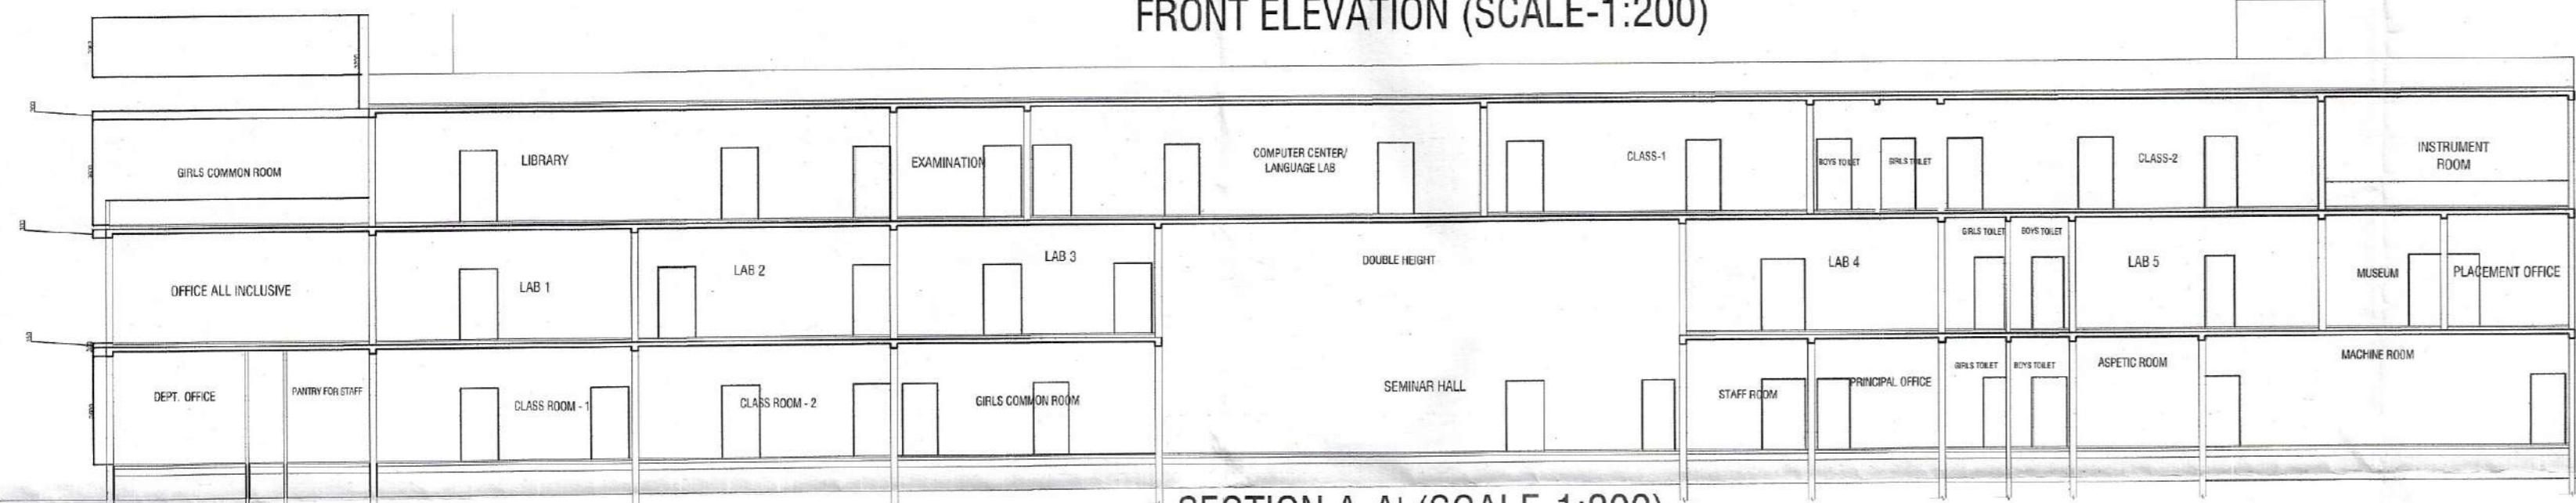 FRONT ELEVATION (SCALE-1:200)
GIRLS COMMON ROOM
LIBRARY
EXAMINATION
COMPUTER CENTER/
LANGUAGE LAB
CLASS-1
BOYS TOILET
GIRLS TOILET
CLASS-2
INSTRUMENT
ROOM
OFFICE ALL INCLUSIVE
LAB 1
LAB 2
LAB 3
DOUBLE HEIGHT
LAB 4
GIRLS TOILET
BOYS TOILET
LAB 5
MUSEUM
PLACEMENT OFFICE
DEPT. OFFICE
PANTRY FOR STAFF
CLASS ROOM - 1
CLASS ROOM - 2
GIRLS COMMON ROOM
SEMINAR HALL
STAFF ROOM
PRINCIPAL OFFICE
GIRLS TOILET
BOYS TOILET
ASPETIC ROOM
MACHINE ROOM
SECTION A-A' (SCALE-1:200)